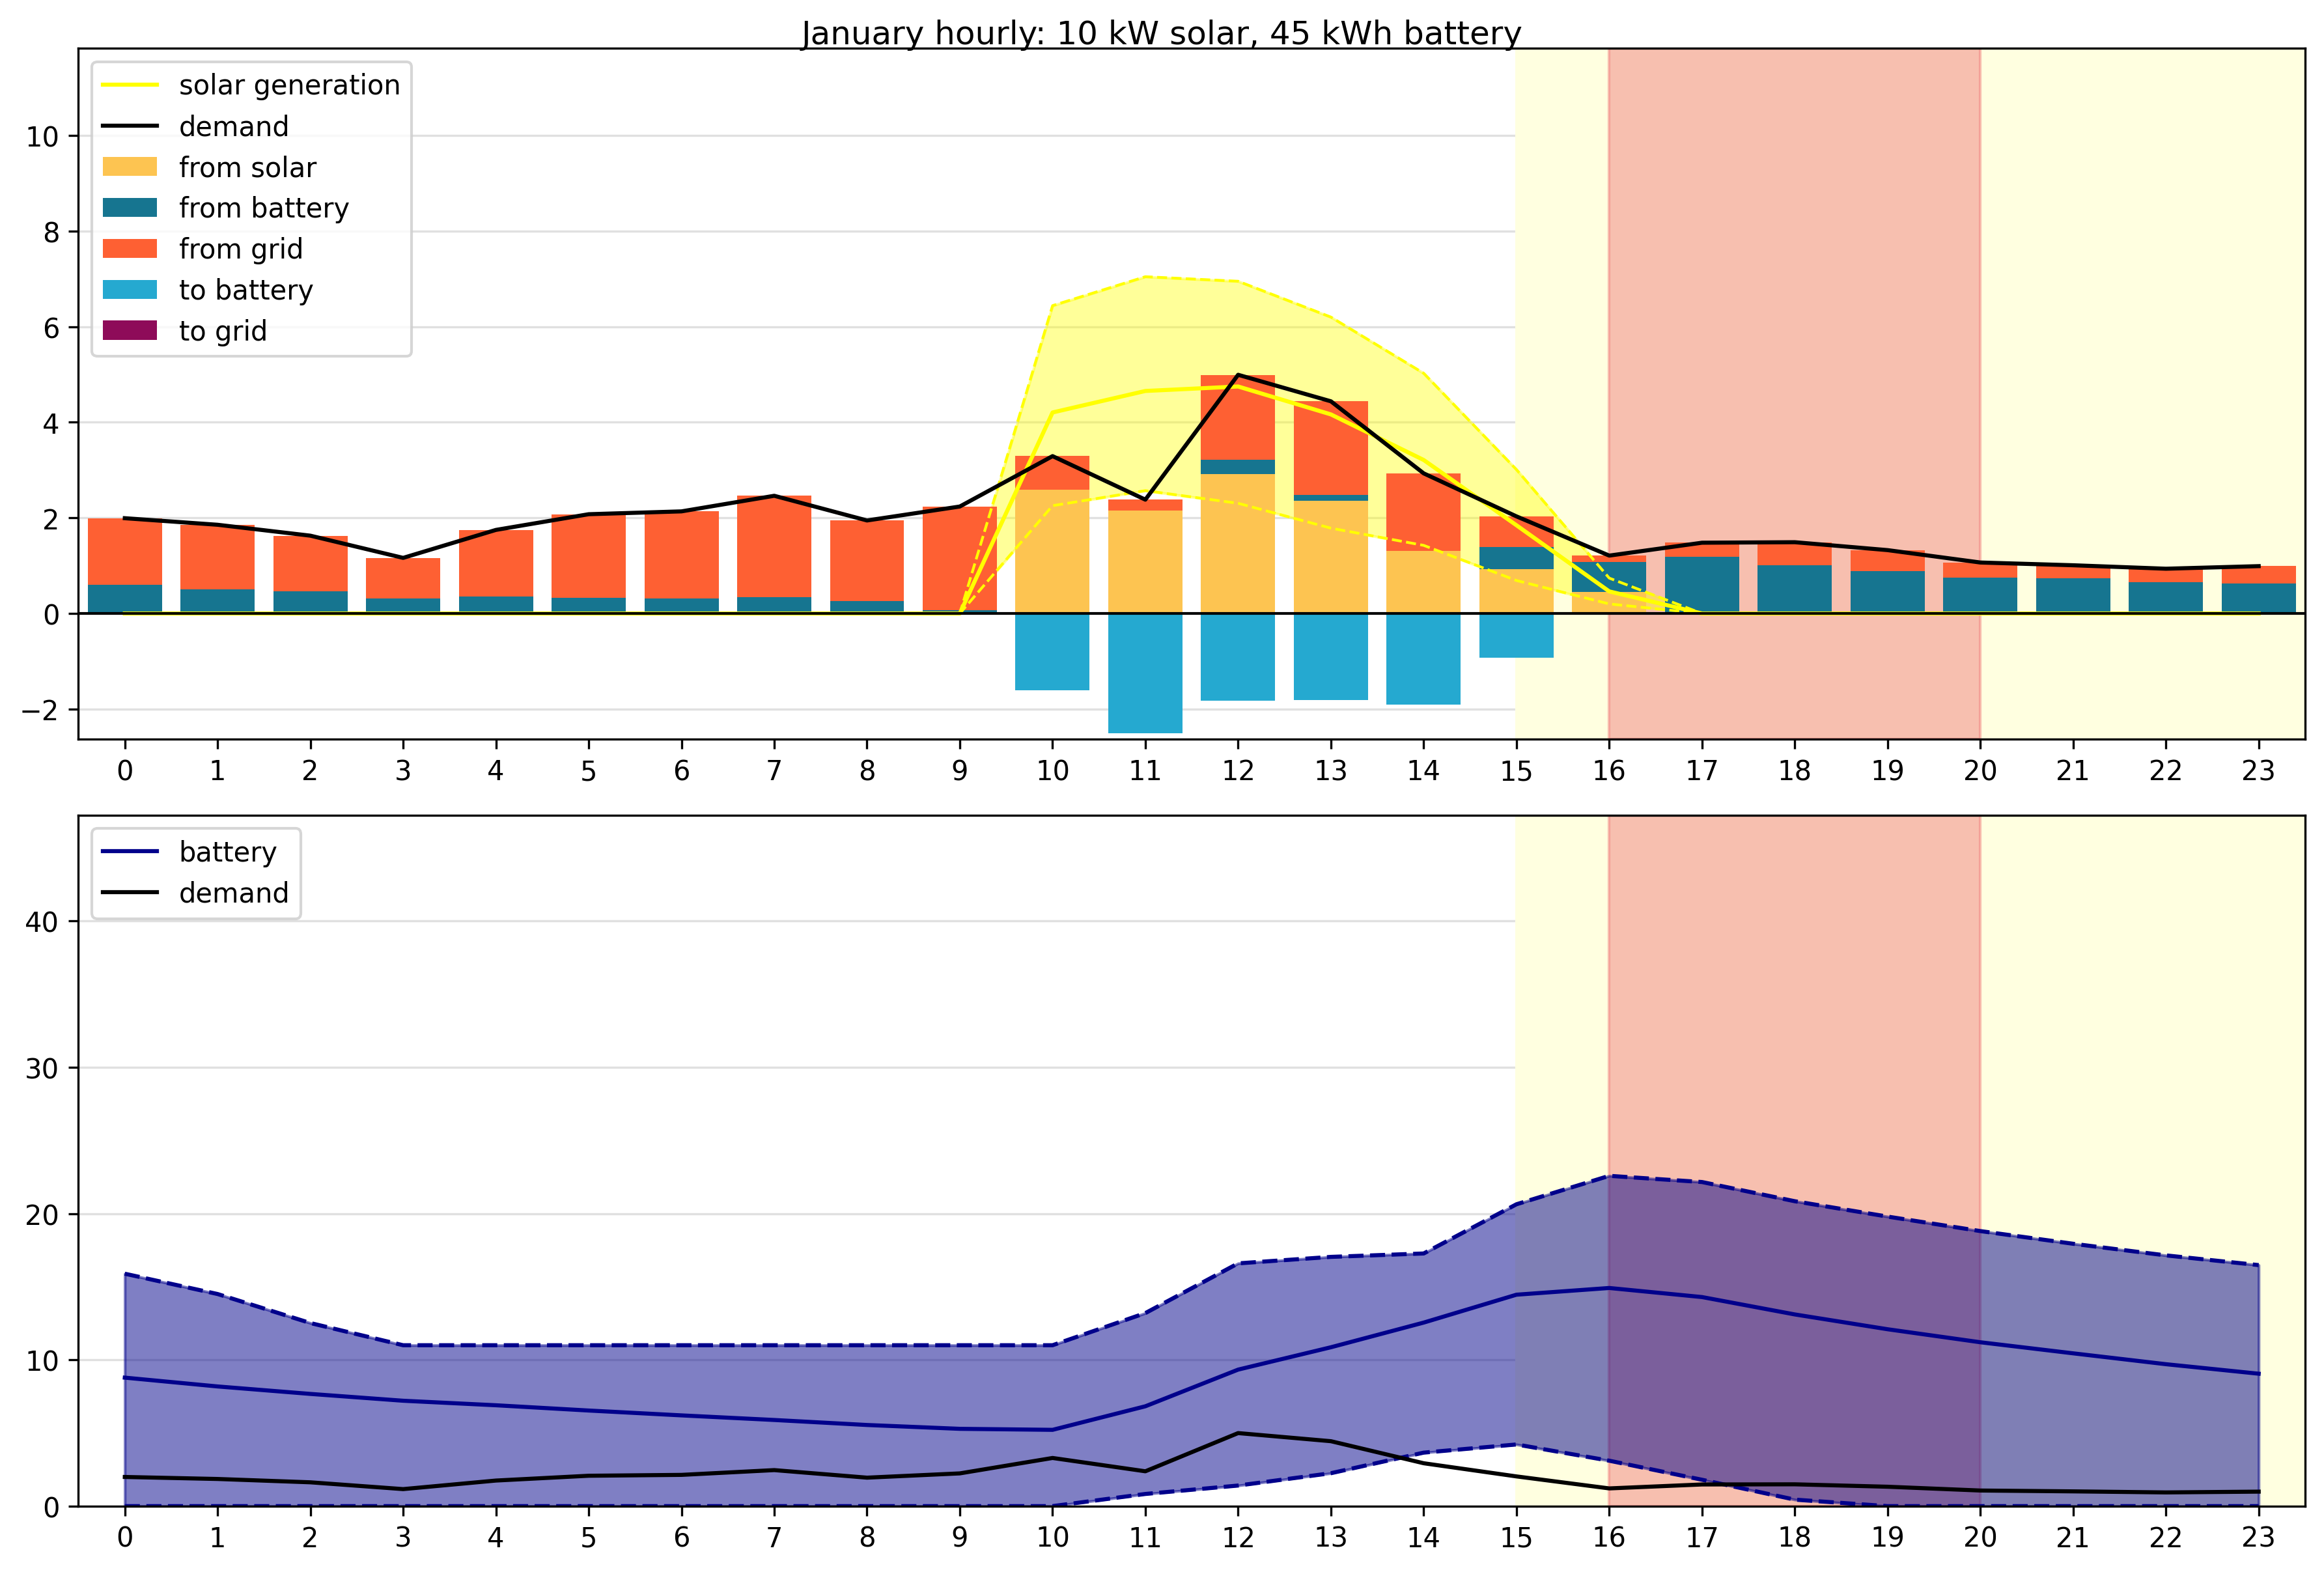 January hourly: 10 kW solar, 45 kWh battery
solar generation
demand
from solar
from battery
from grid
to battery
to grid
10
8
6
4
2
0
−2
0 1 2 3 4 5 6 7 8 9 10 11 12 13 14 15 16 17 18 19 20 21 22 23
battery
demand
40
30
20
10
0
0 1 2 3 4 5 6 7 8 9 10 11 12 13 14 15 16 17 18 19 20 21 22 23